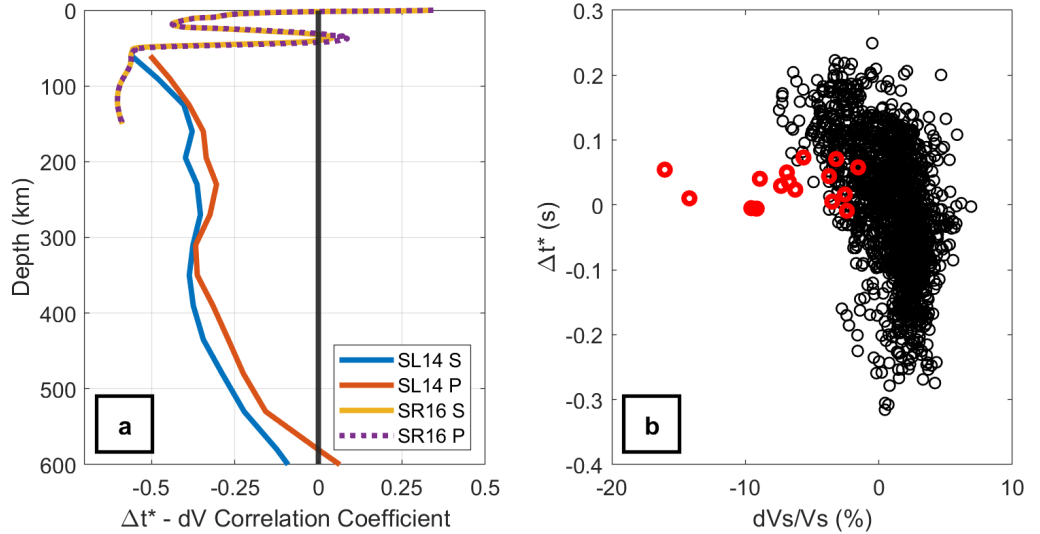 0
100
200
300
400
500
600
Depth (km)
-0.5
-0.25
0
0.25
0.5
Δt* - dV Correlation Coefficient
SL14 S
SL14 P
SR16 S
SR16 P
a
0.3
0.2
0.1
0
-0.1
-0.2
-0.3
-0.4
Δt* (s)
-20
-10
0
10
dVs/Vs (%)
b